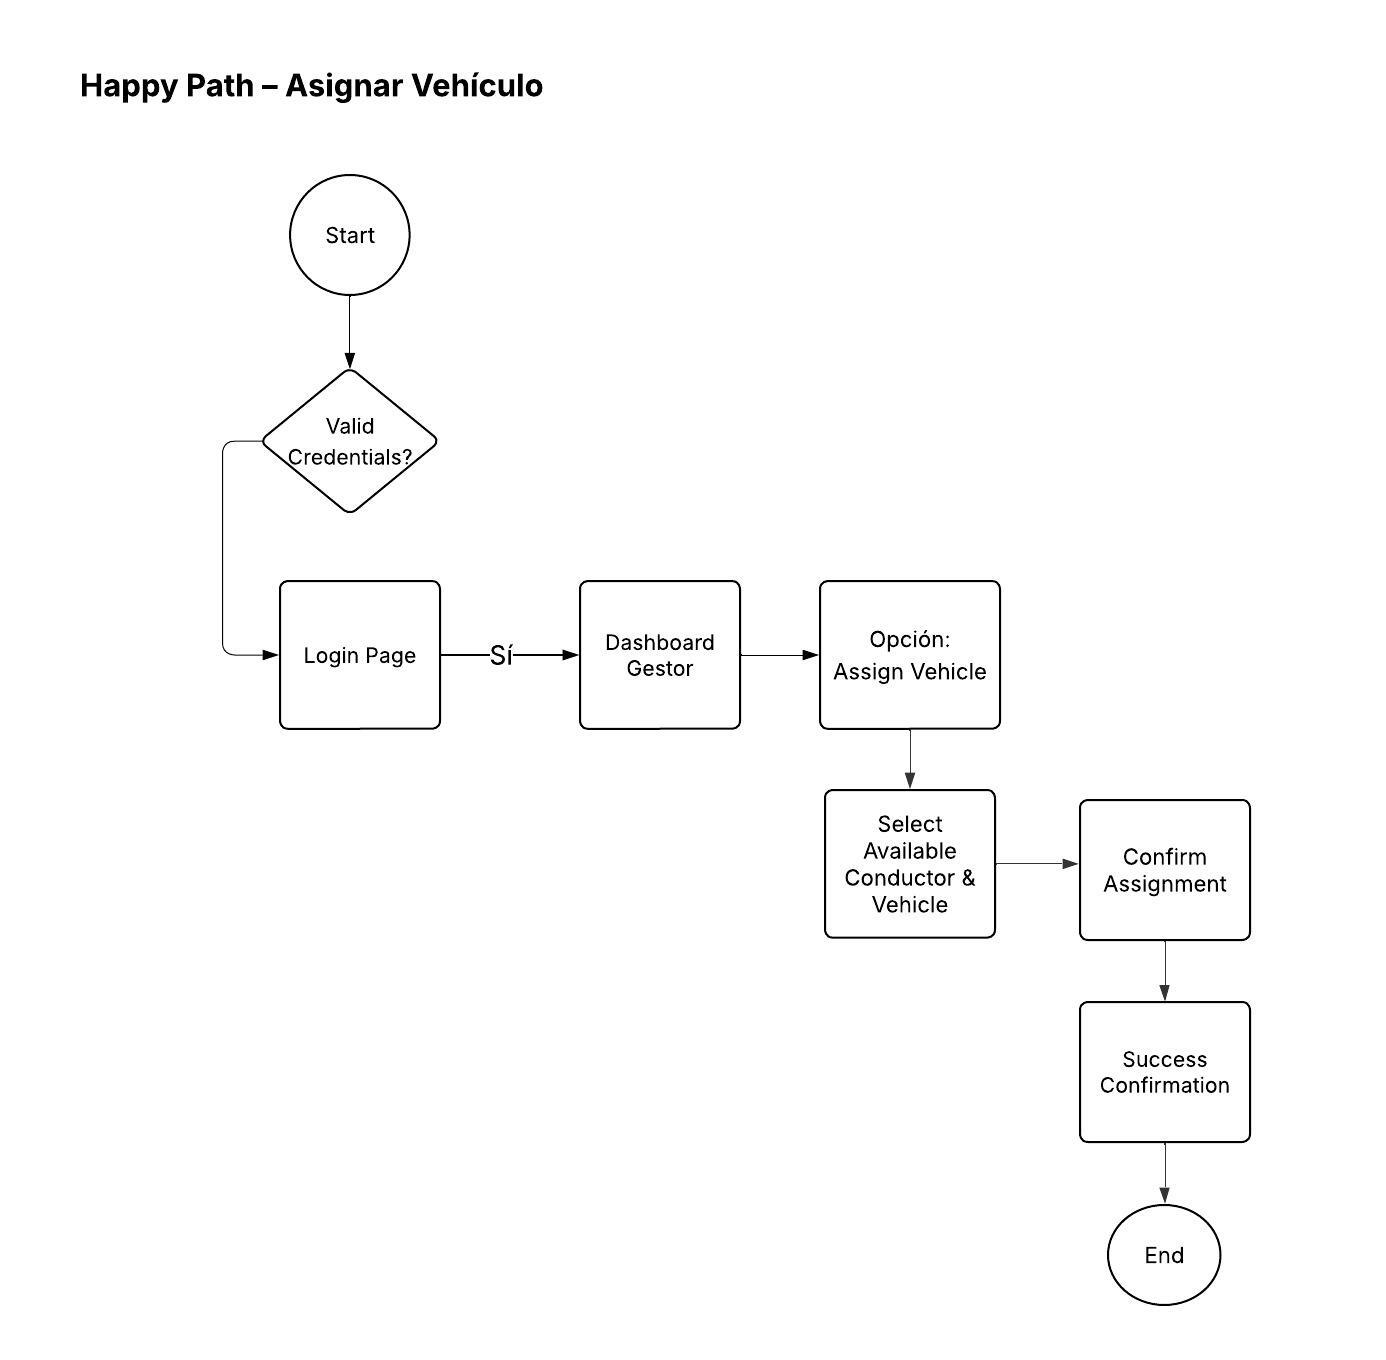 Happy Path – Asignar Vehículo
Start
Valid
Credentials?
Login Page
Sí
Dashboard
Gestor
Opción:
Assign Vehicle
Select
Available
Conductor &
Vehicle
Confirm
Assignment
Success
Confirmation
End